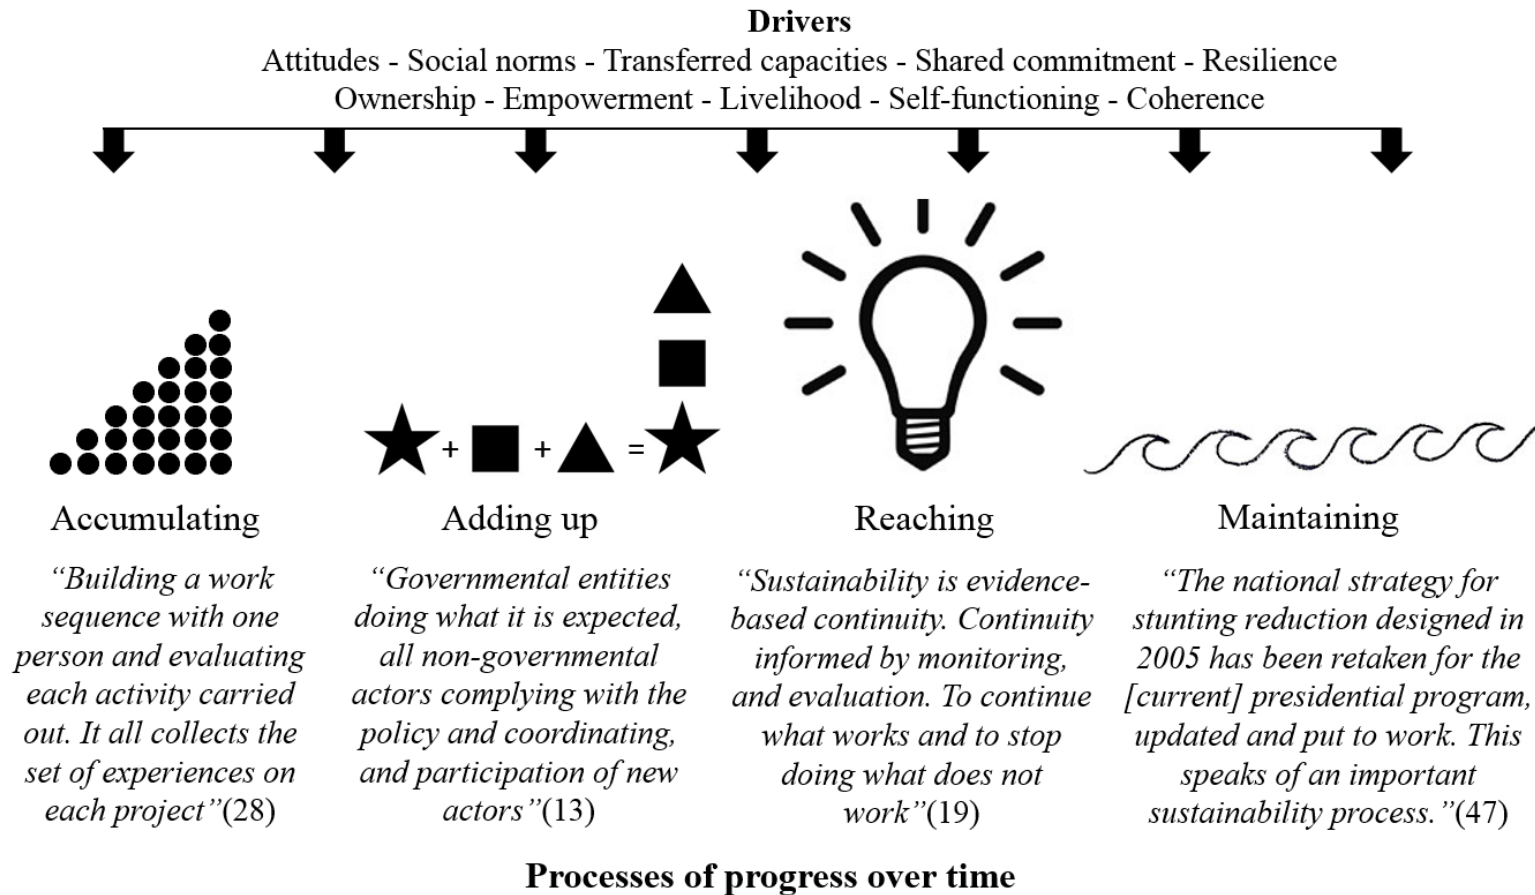 Drivers
Attitudes - Social norms - Transferred capacities - Shared commitment - Resilience
Ownership - Empowerment - Livelihood - Self-functioning - Coherence
+ + =
Accumulating
“Building a work
sequence with one
person and evaluating
each activity carried
out. It all collects the
set of experiences on
each project”(28)
Adding up
“Governmental entities
doing what it is expected,
all non-governmental
actors complying with the
policy and coordinating,
and participation of new
actors”(13)
Reaching
“Sustainability is evidence-
based continuity. Continuity
informed by monitoring,
and evaluation. To continue
what works and to stop
doing what does not
work”(19)
Maintaining
“The national strategy for
stunting reduction designed in
2005 has been retaken for the
[current] presidential program,
updated and put to work. This
speaks of an important
sustainability process.”(47)
Processes of progress over time